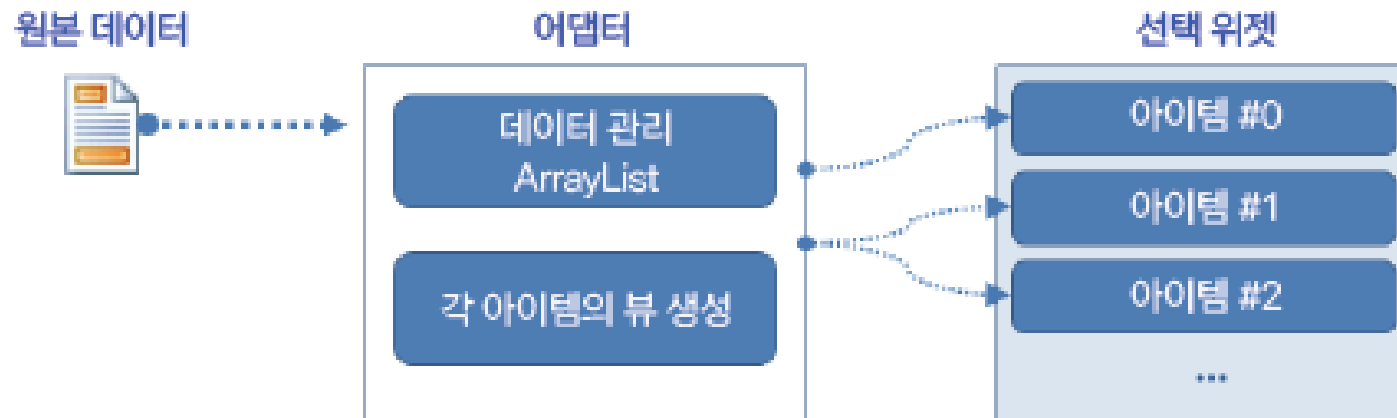 원본 데이터
어댑터
선택 위젯
데이터 관리
ArrayList
각 아이템의 뷰 생성
아이템 #0
아이템 #1
아이템 #2
...